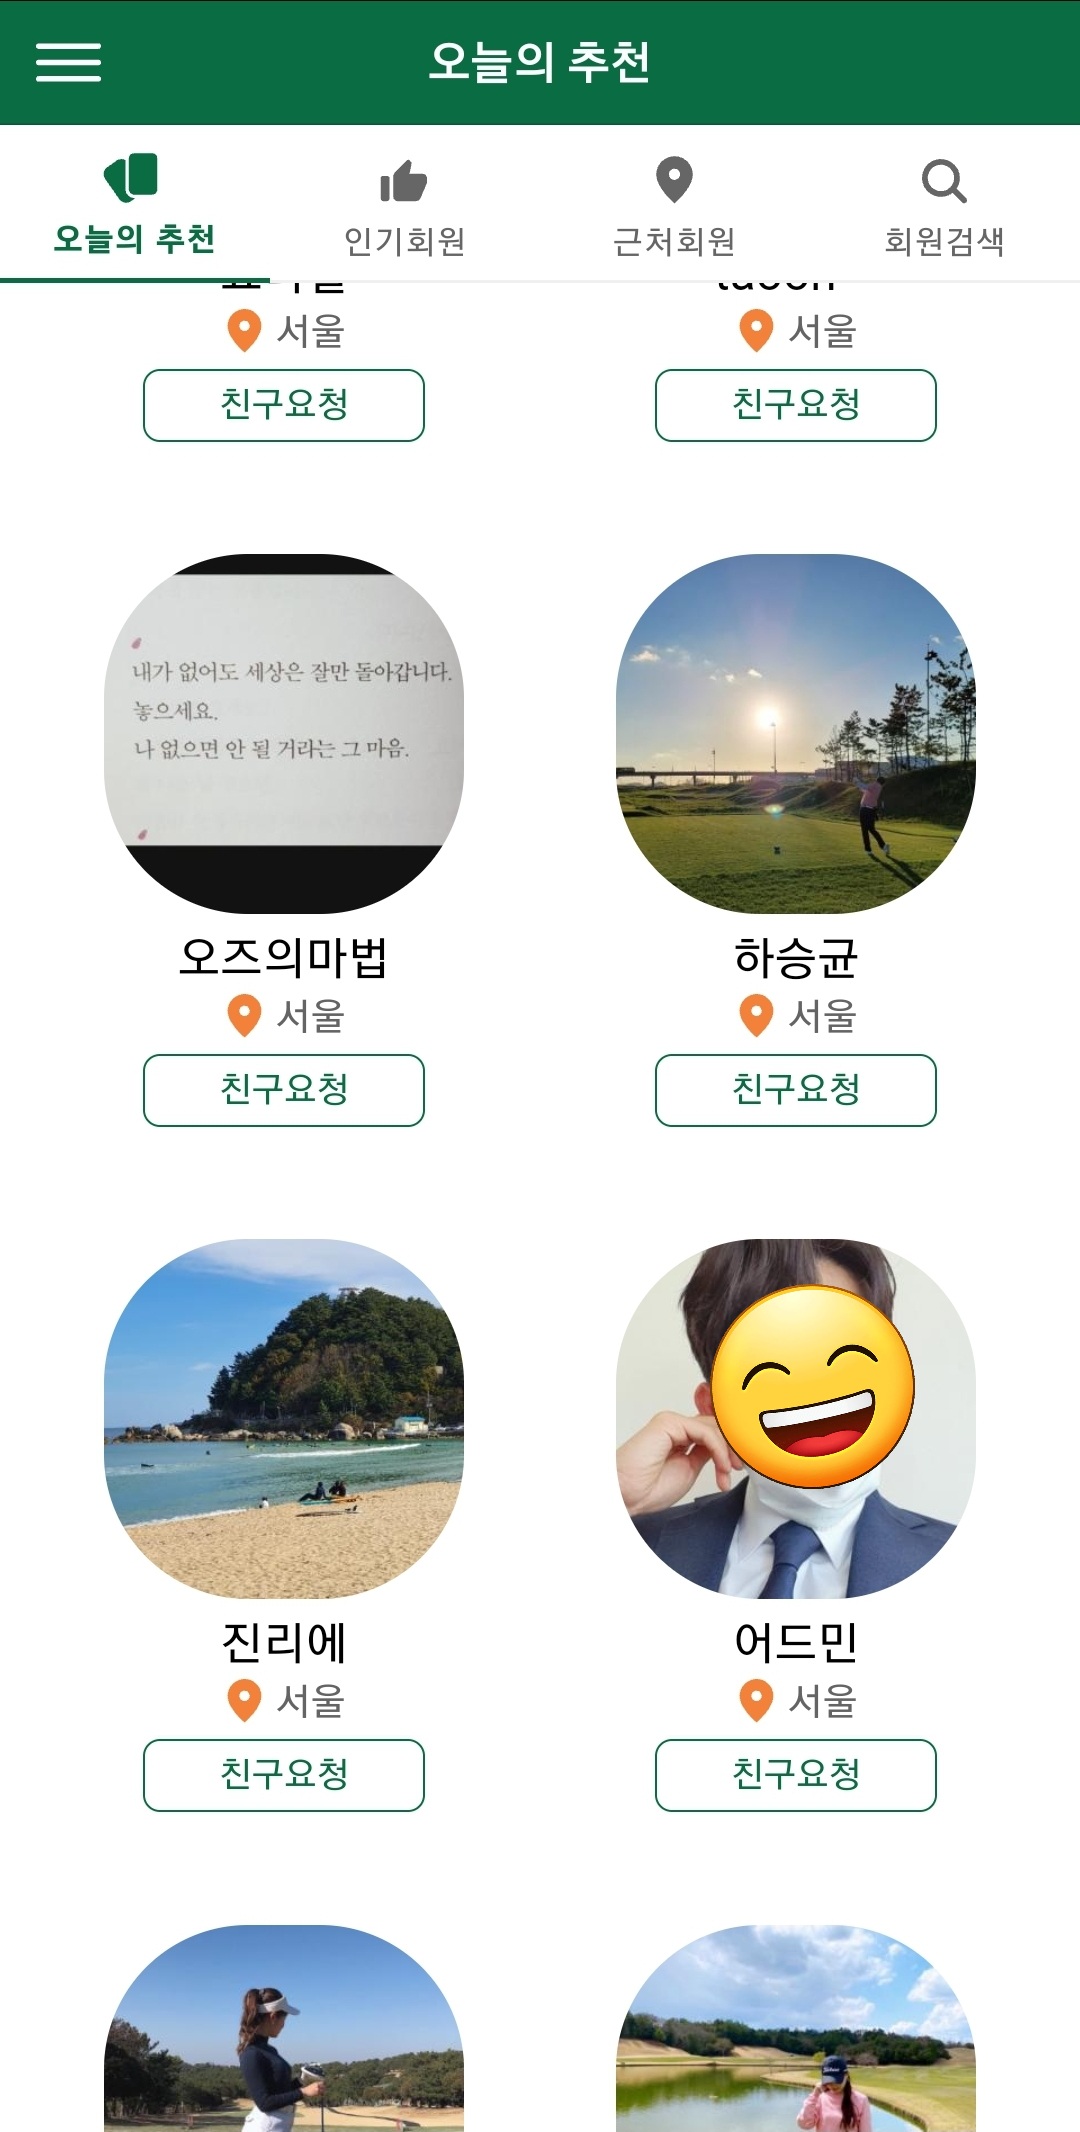 오늘의 추천
오늘의 추천
인기회원
근처회원
회원검색
서울
서울
친구요청
친구요청
내가 없어도 세상은 잘만 돌아갑니다.
놓으세요.
나 없으면 안 될 거라는 그 마음.
오즈의마법
하승균
서울
서울
친구요청
친구요청
진리에
어드민
서울
서울
친구요청
친구요청